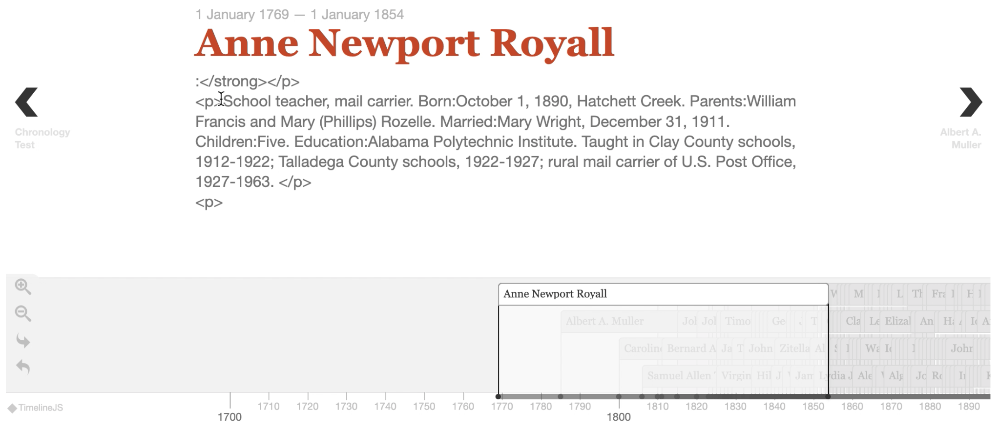 1 January 1769 — 1 January 1854
Anne Newport Royall
:</strong></p>
<p>School teacher, mail carrier. Born:October 1, 1890, Hatchett Creek. Parents:William
Francis and Mary (Phillips) Rozelle. Married:Mary Wright, December 31, 1911.
Children:Five. Education:Alabama Polytechnic Institute. Taught in Clay County schools,
1912-1922; Talladega County schools, 1922-1927; rural mail carrier of U.S. Post Office,
1927-1963. </p>
<p>
Chronology
Test
Albert A.
Muller
Anne Newport Royall
W M L Th Fra H
Albert A. Muller Timo Ge T Cla Le Elizal An Ha A
Caroline Bernard A Ja T John Zitella Al Wa John
Samuel Allen Virgin Hil J Jam Lydia J Ale Alg Jo Ro
1710 1720 1730 1740 1750 1760 1770 1780 1790 1810 1820 1830 1840 1850 1860 1870 1880 1890
1700 1800
TimelineJS